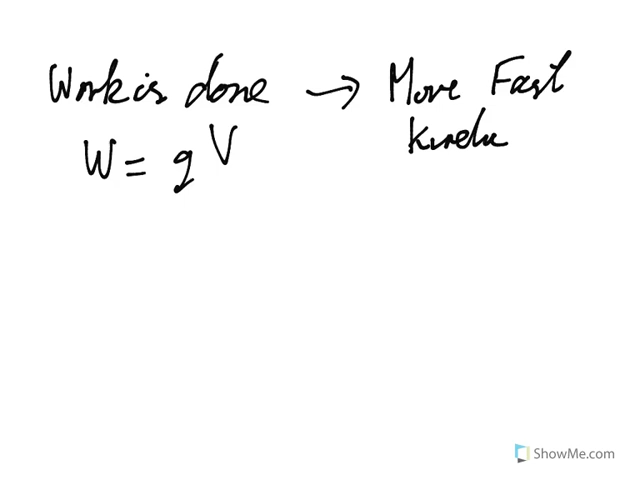 Work is done → Move Fast
W = qV
ShowMe.com